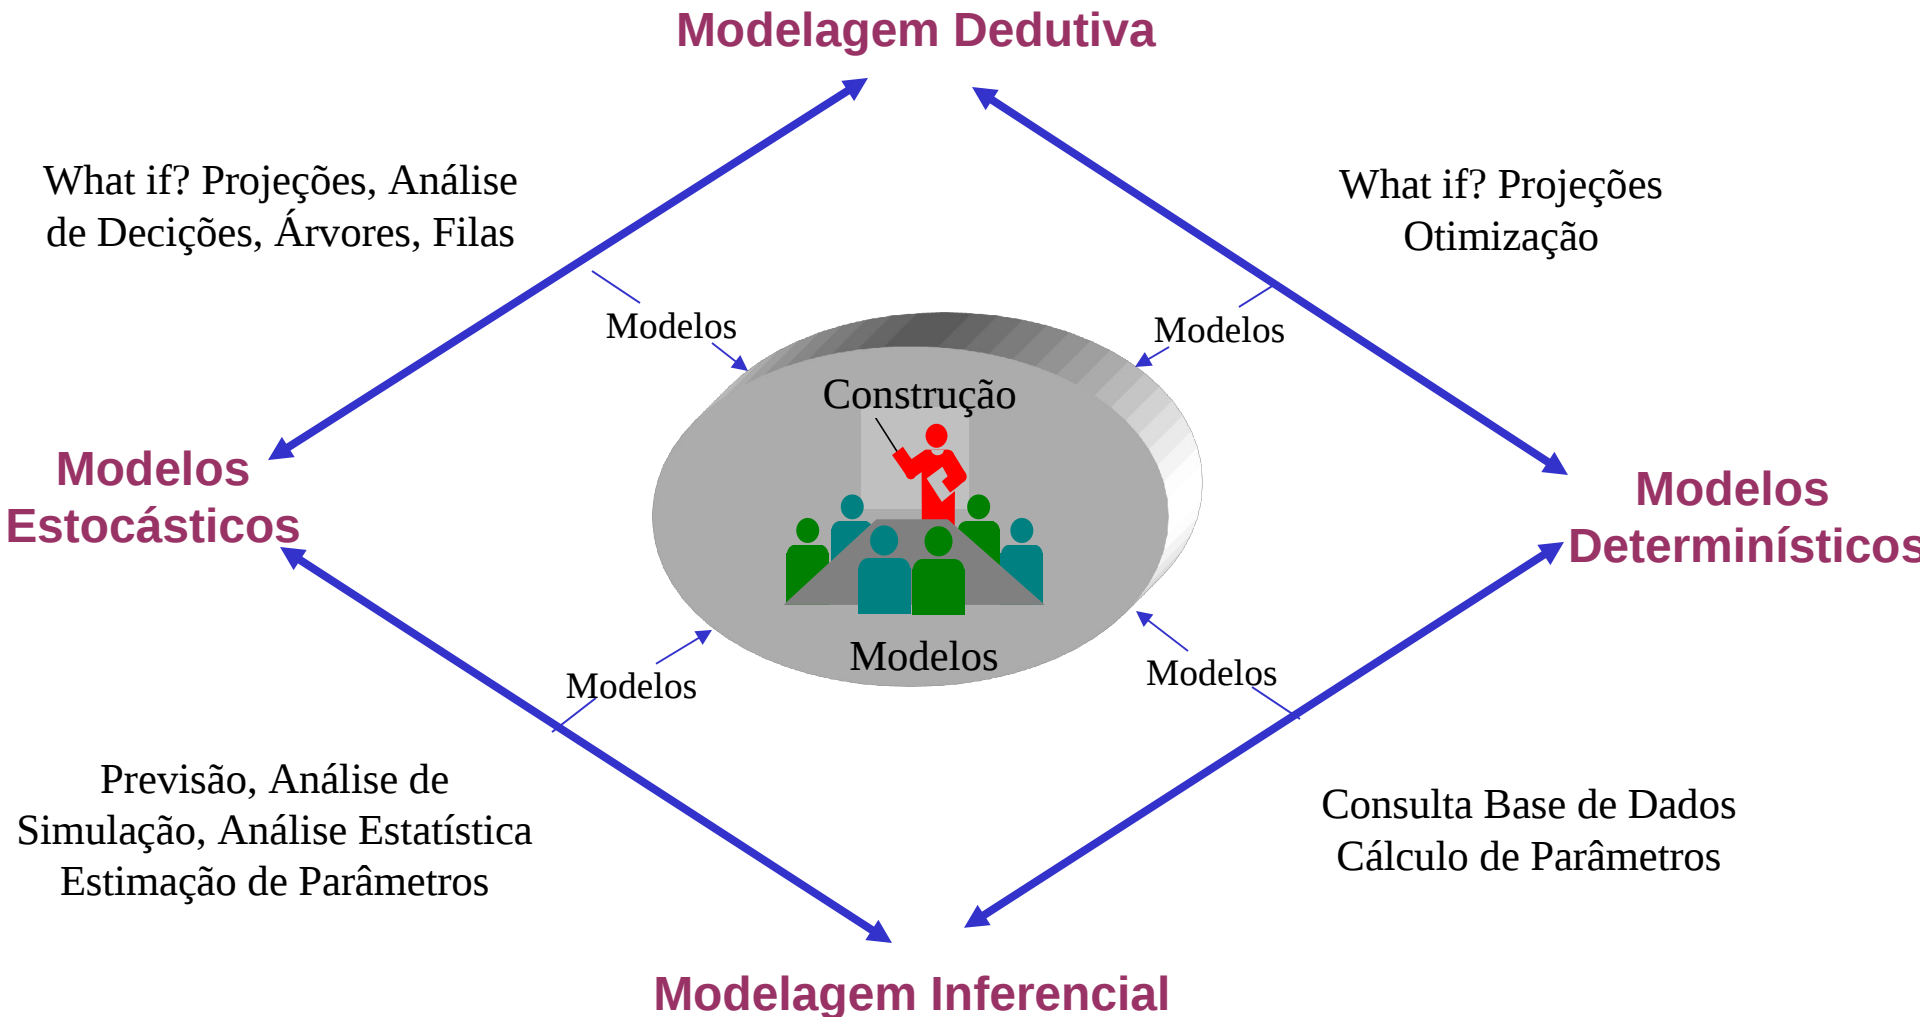 Modelagem Dedutiva
What if? Projeções, Análise
de Decições, Árvores, Filas
What if? Projeções
Otimização
Modelos
Modelos
Construção
Modelos
Estocásticos
Modelos
Determinísticos
Modelos
Modelos
Modelos
Previsão, Análise de
Simulação, Análise Estatística
Estimação de Parâmetros
Consulta Base de Dados
Cálculo de Parâmetros
Modelagem Inferencial